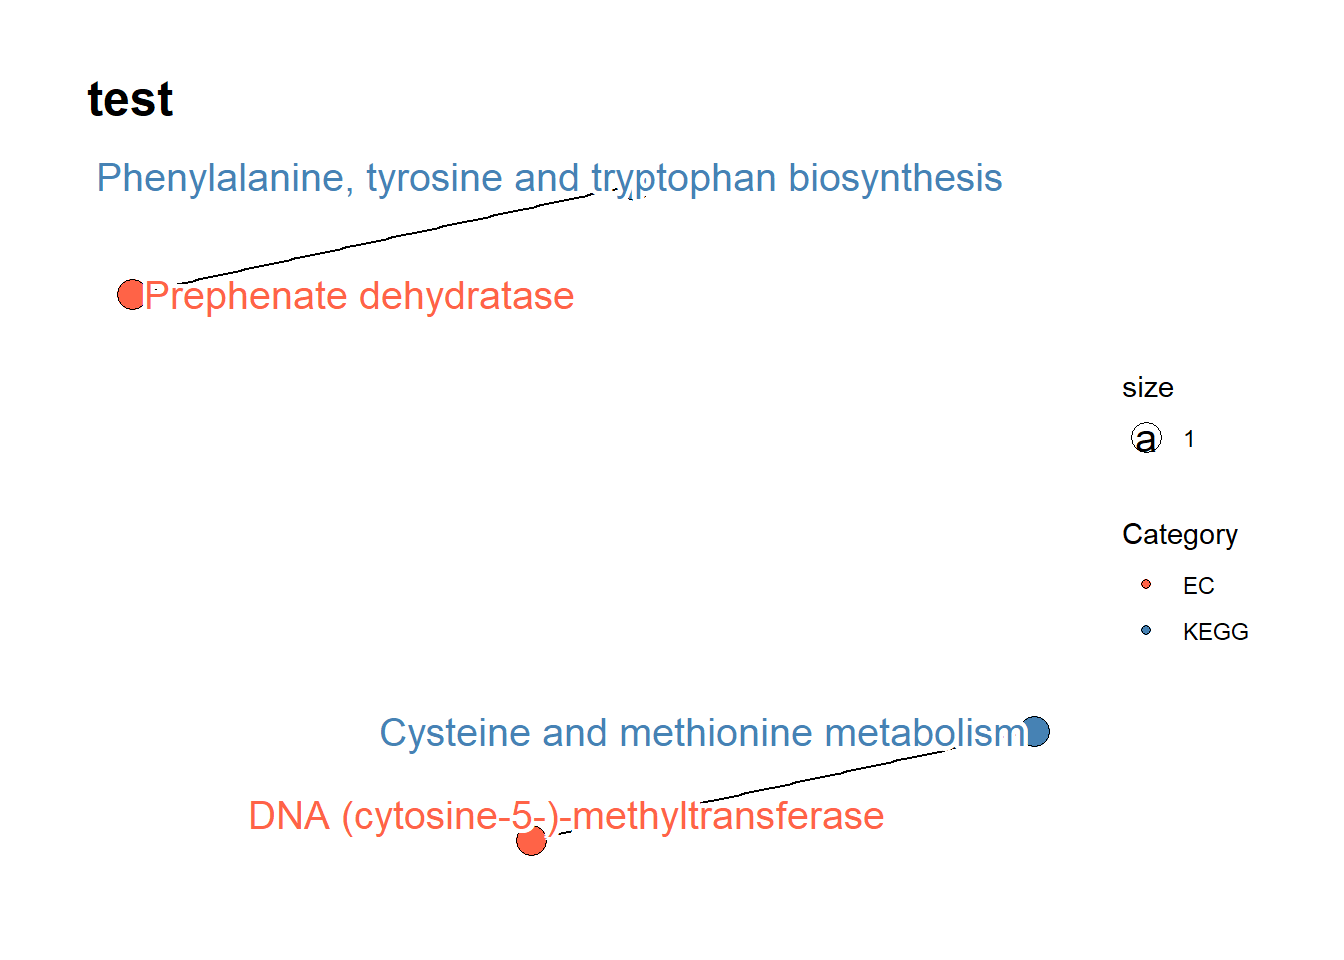 test
Phenylalanine, tyrosine and tryptophan biosynthesis
Prephenate dehydratase
size
a 1
Category
EC
KEGG
Cysteine and methionine metabolism
DNA (cytosine-5-)-methyltransferase